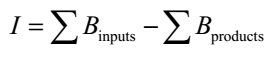 I = ∑ B_inputs − ∑ B_products